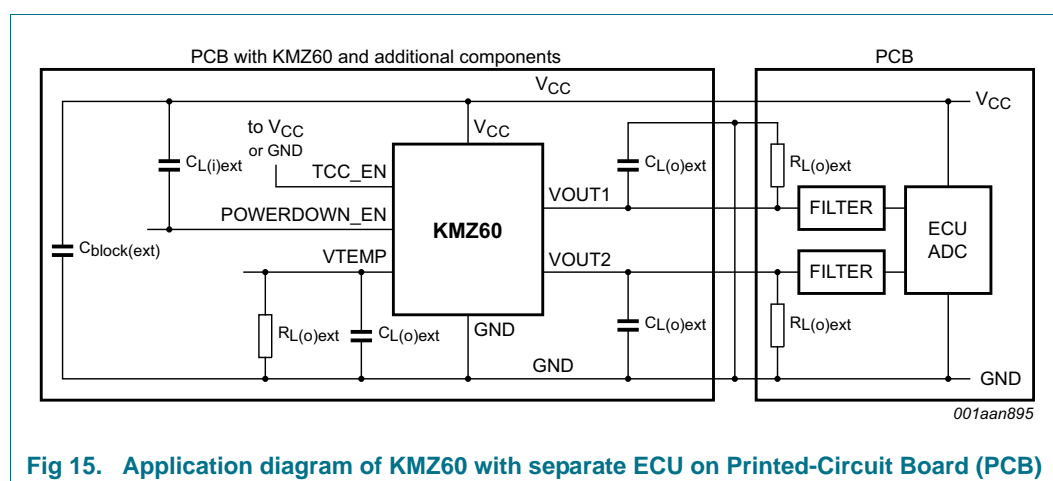 PCB with KMZ60 and additional components
PCB
VCC
VCC
to VCC
or GND
VCC
CL(i)ext
CL(o)ext
RL(o)ext
TCC_EN
VOUT1
FILTER
POWERDOWN_EN
KMZ60
ECU
ADC
Cblock(ext)
VTEMP
VOUT2
FILTER
RL(o)ext
CL(o)ext
GND
CL(o)ext
RL(o)ext
GND
GND
001aan895
Fig 15. Application diagram of KMZ60 with separate ECU on Printed-Circuit Board (PCB)